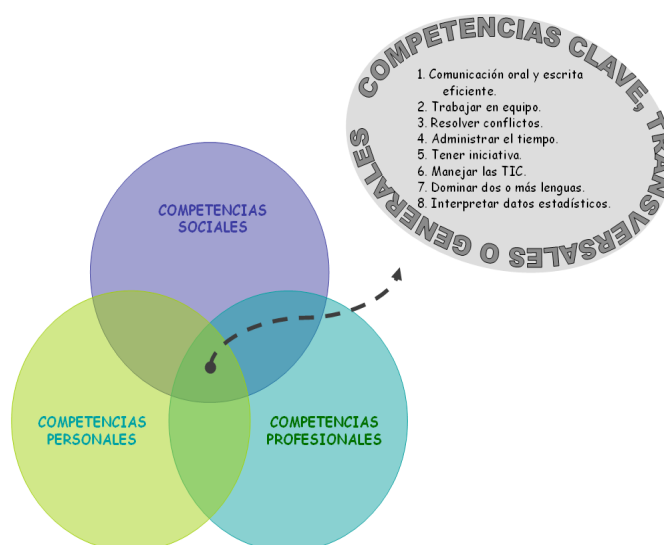 COMPETENCIAS CLAVE, TRANSVERSALES O GENERALES
1. Comunicación oral y escrita
eficiente.
2. Trabajar en equipo.
3. Resolver conflictos.
4. Administrar el tiempo.
5. Tener iniciativa.
6. Manejar las TIC.
7. Dominar dos o más lenguas.
8. Interpretar datos estadísticos.
COMPETENCIAS
SOCIALES
COMPETENCIAS
PERSONALES
COMPETENCIAS
PROFESIONALES